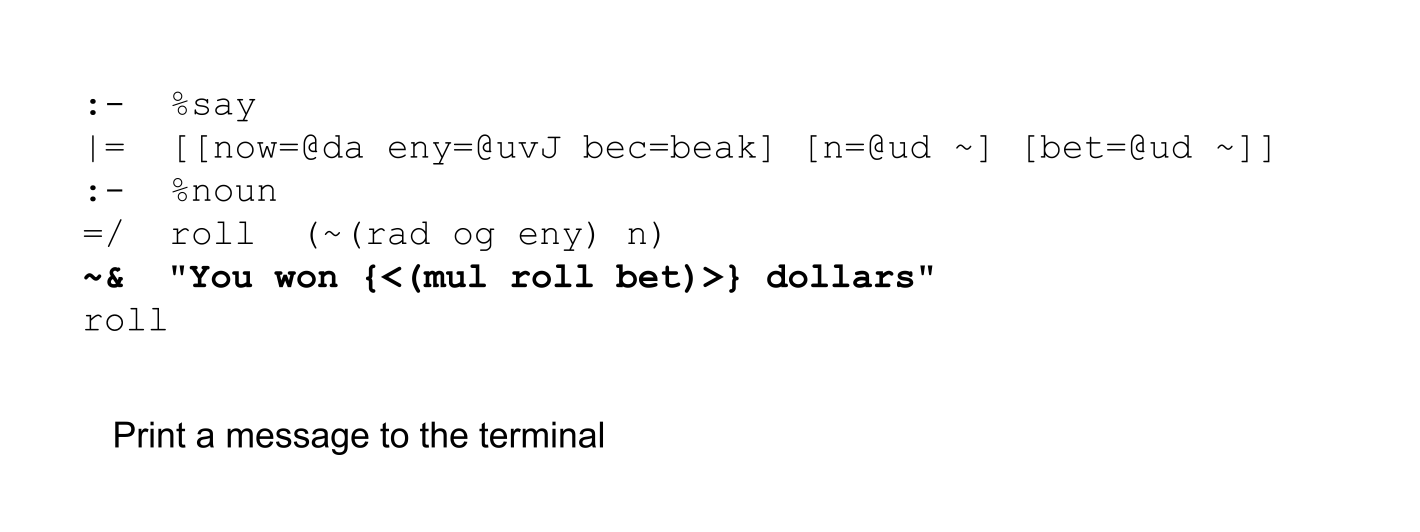 :-  %say
|=  [[now=@da eny=@uvJ bec=beak] [n=@ud ~] [bet=@ud ~]]
:-  %noun
=/  roll  (~(rad og eny) n)
~&  "You won {<(mul roll bet)>} dollars"
roll
Print a message to the terminal